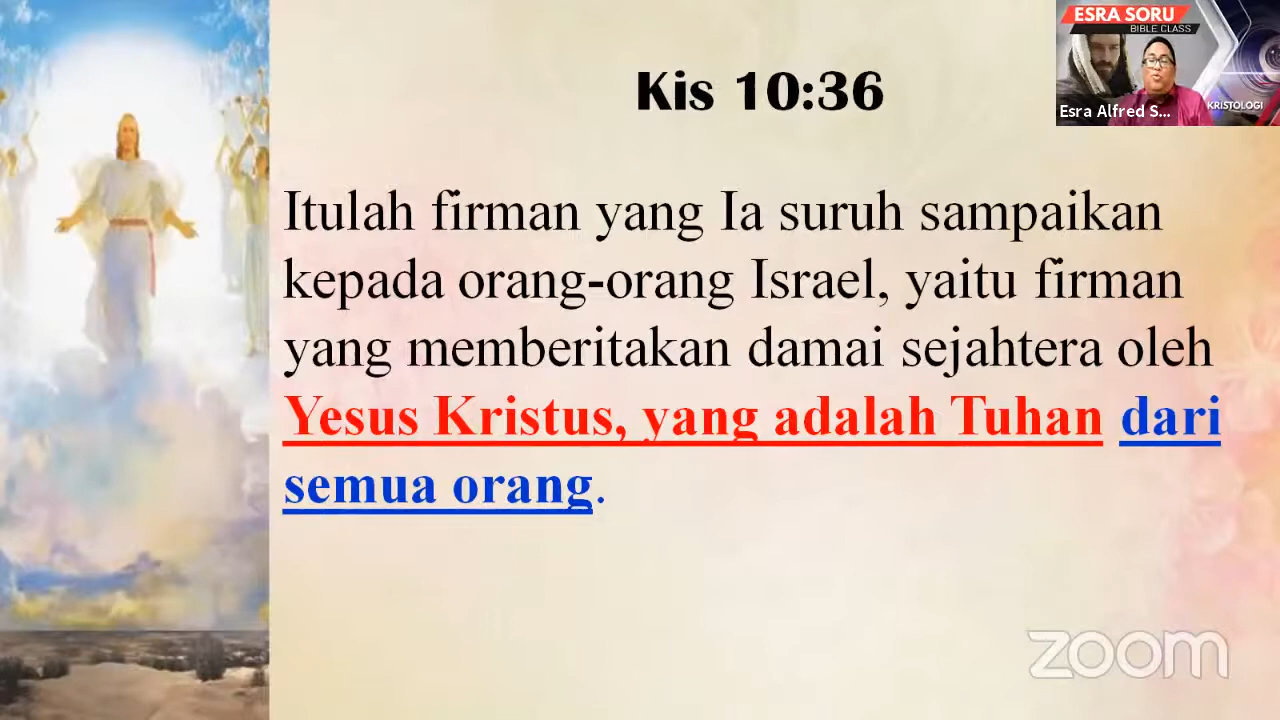 ESRA SORU
BIBLE CLASS
KRISTOLOGI
Esra Alfred S...
Kis 10:36
Itulah firman yang Ia suruh sampaikan
kepada orang-orang Israel, yaitu firman
yang memberitakan damai sejahtera oleh
Yesus Kristus, yang adalah Tuhan dari
semua orang.
zoom